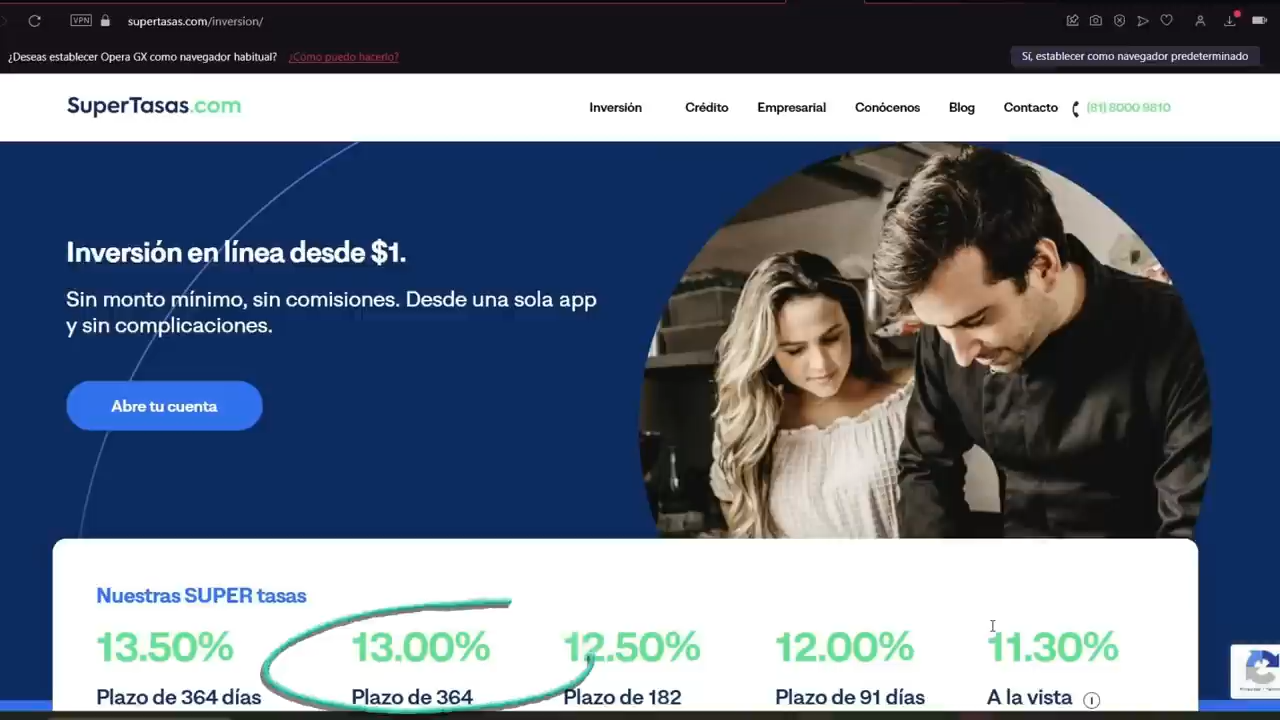 VPN
supertasas.com/inversion/
¿Deseas establecer Opera GX como navegador habitual? ¿Cómo puedo hacerlo? Sí, establecer como navegador predeterminado
SuperTasas.com
Inversión Crédito Empresarial Conócenos Blog Contacto (81) 8000 9810
Inversión en línea desde $1.
Sin monto mínimo, sin comisiones. Desde una sola app
y sin complicaciones.
Abre tu cuenta
Nuestras SUPER tasas
13.50% 13.00% 12.50% 12.00% 11.30%
Plazo de 364 días Plazo de 364 Plazo de 182 Plazo de 91 días A la vista